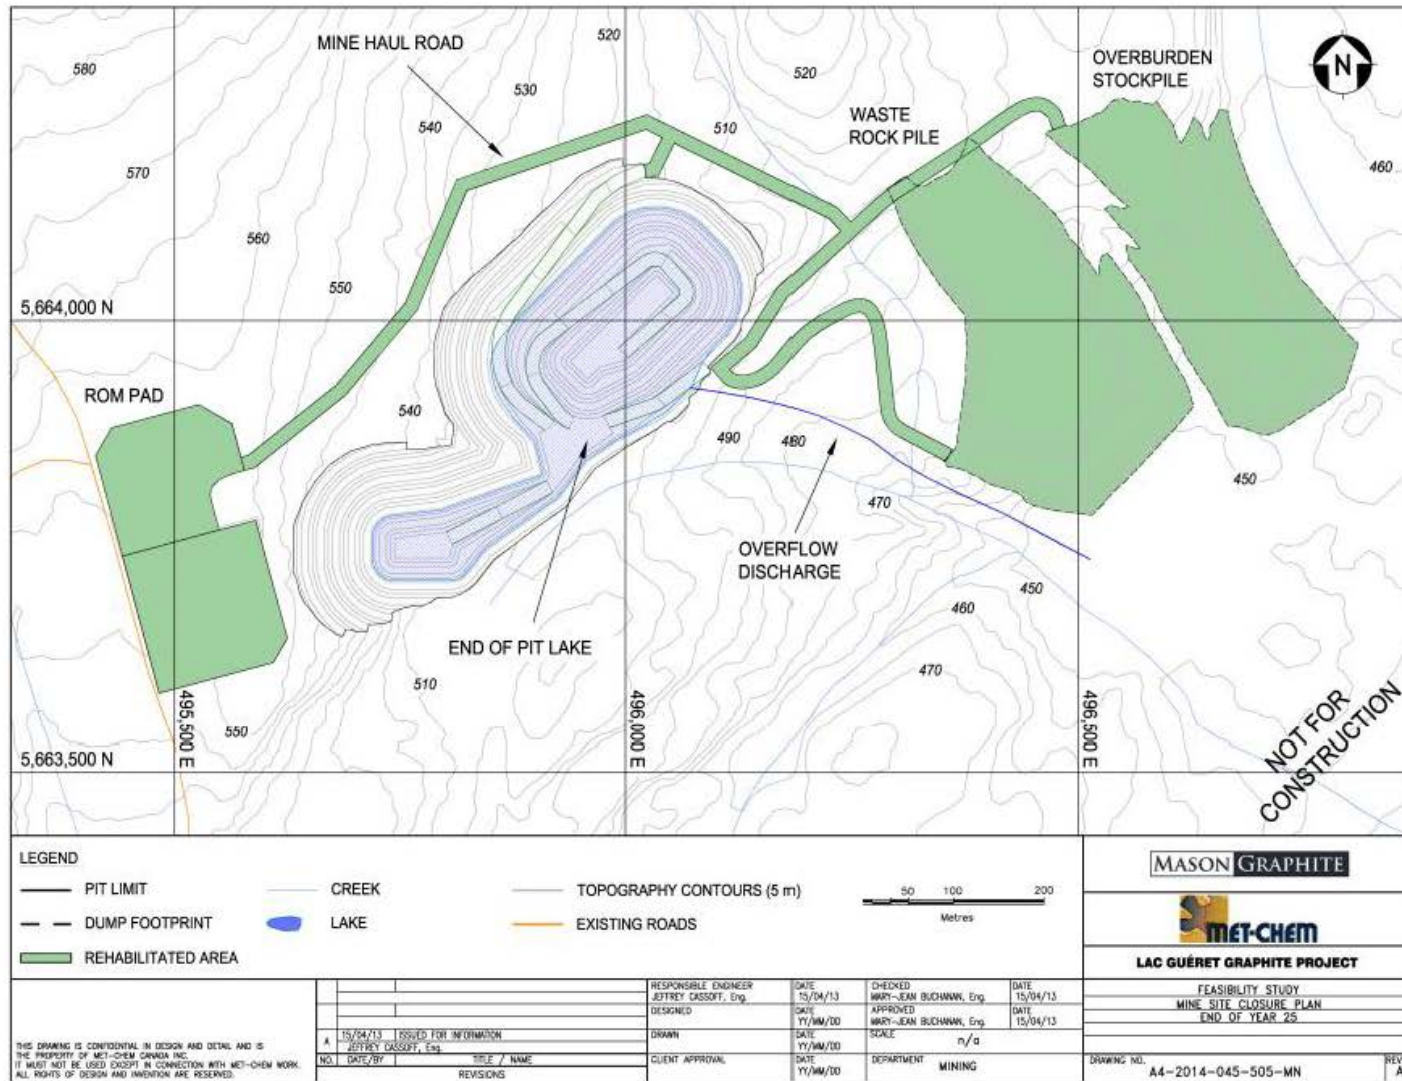 580
MINE HAUL ROAD
520
530
540
520
510
OVERBURDEN
STOCKPILE
N
WASTE
ROCK PILE
460
570
560
550
5,664,000 N
ROM PAD
540
490
480
470
450
OVERFLOW
DISCHARGE
450
460
470
END OF PIT LAKE
510
550
495,500 E
496,000 E
496,500 E
5,663,500 N
NOT FOR
CONSTRUCTION
LEGEND
PIT LIMIT
CREEK
TOPOGRAPHY CONTOURS (5 m)
50 100 200
Metres
DUMP FOOTPRINT
LAKE
EXISTING ROADS
REHABILITATED AREA
MASON GRAPHITE
MET-CHEM
LAC GUÉRET GRAPHITE PROJECT
FEASIBILITY STUDY
MINE SITE CLOSURE PLAN
END OF YEAR 25
THIS DRAWING IS CONFIDENTIAL IN DESIGN AND DETAIL AND IS
THE PROPERTY OF MET-CHEM CANADA INC.
IT MUST NOT BE USED EXCEPT IN CONNECTION WITH MET-CHEM WORK.
ALL RIGHTS OF DESIGN AND INVENTION ARE RESERVED.
A 15/04/13 ISSUED FOR INFORMATION
JEFFREY CASSOFF, Eng.
NO. DATE/BY TITLE / NAME
REVISIONS
RESPONSIBLE ENGINEER DATE CHECKED DATE
JEFFREY CASSOFF, Eng. 15/04/13 MARY-JEAN BUCHANAN, Eng. 15/04/13
DESIGNED DATE APPROVED DATE
YY/MM/DD MARY-JEAN BUCHANAN, Eng. 15/04/13
DRAWN DATE SCALE
YY/MM/DD n/a
CLIENT APPROVAL DATE DEPARTMENT
YY/MM/DD MINING
DRAWING NO. REV
A4-2014-045-505-MN A